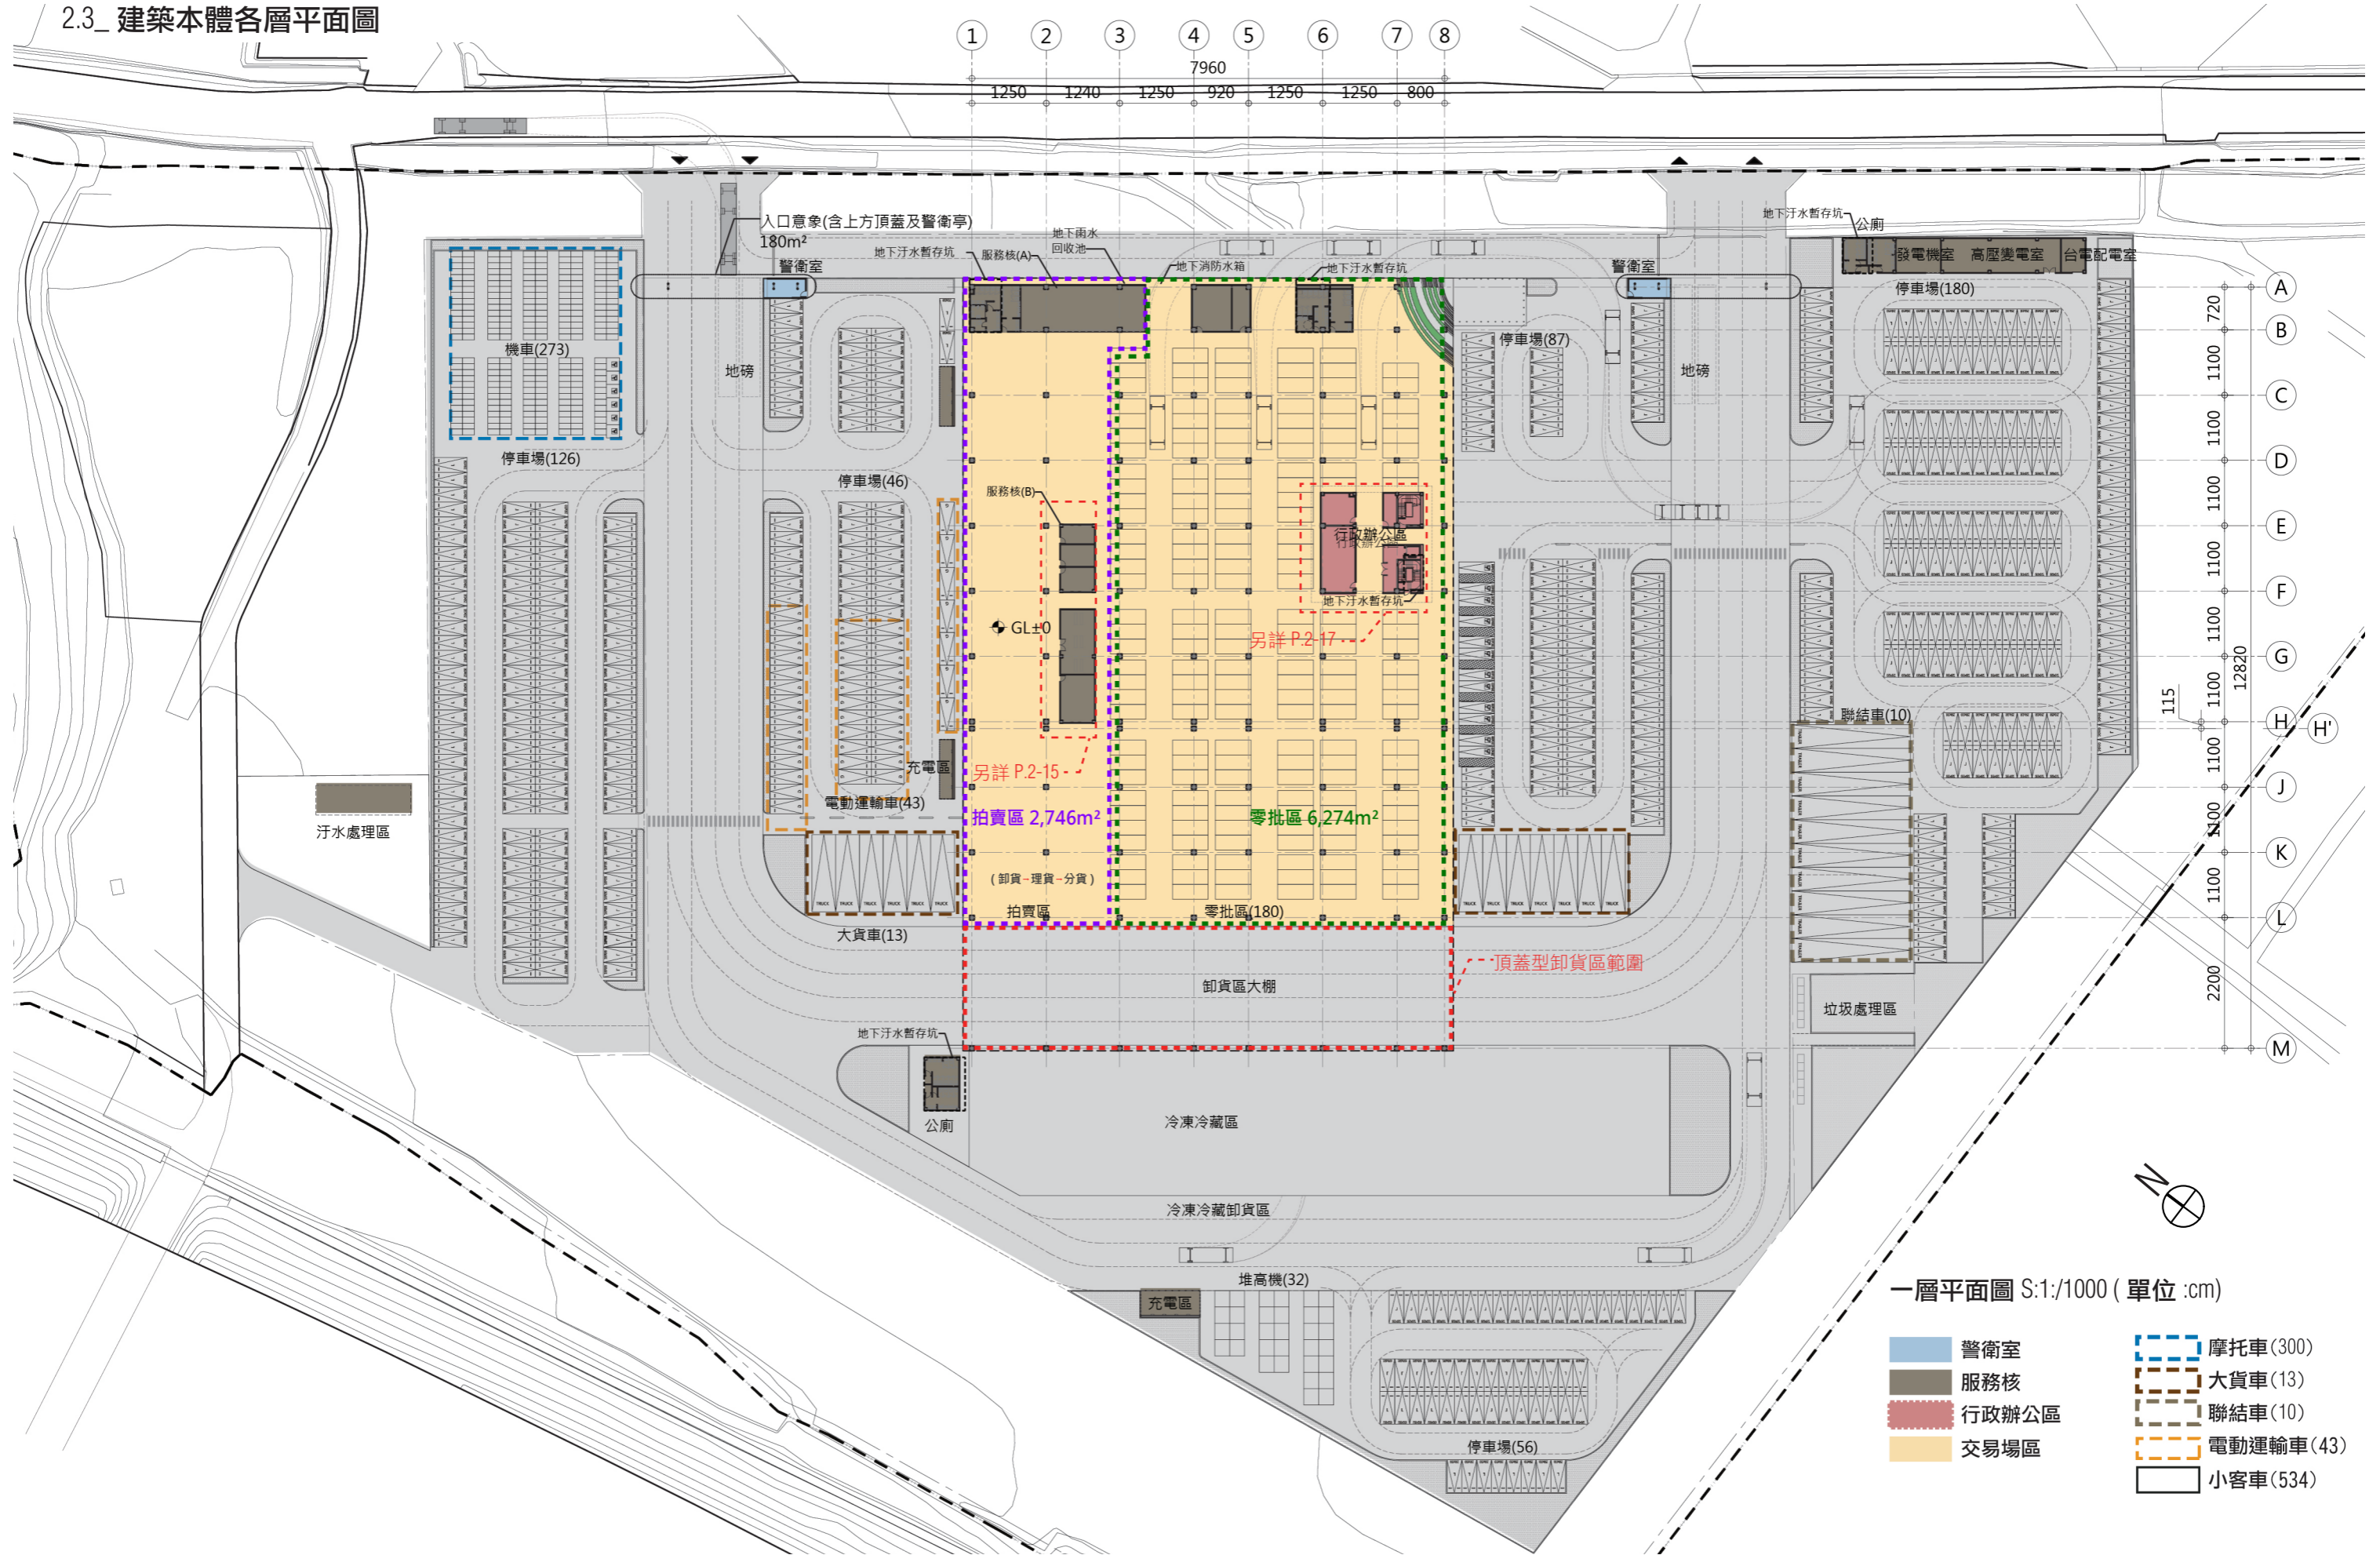 2.3_ 建築本體各層平面圖
1 2 3 4 5 6 7 8
7960
1250 1240 1250 920 1250 1250 800
入口意象(含上方頂蓋及警衛亭)
180m²
地下雨水
回收池
地下汙水暫存坑
服務核(A)
警衛室
地下消防水箱
地下汙水暫存坑
警衛室
地下汙水暫存坑
公廁
發電機室
高壓變電室
台電配電室
停車場(180)
A
720
B
機車(273)
地磅
停車場(87)
地磅
1100
C
1100
停車場(126)
停車場(46)
D
服務核(B)
1100
行政辦公區
行政辦公區
E
1100
地下汙水暫存坑
F
GL±0
另詳 P.2-17
1100
G
12820
115
1100
聯結車(10)
H
H'
充電區
另詳 P.2-15
1100
J
電動運輸車(43)
拍賣區 2,746m²
零批區 6,274m²
汙水處理區
1100
K
(卸貨→理貨→分貨)
1100
拍賣區
零批區(180)
L
大貨車(13)
頂蓋型卸貨區範圍
卸貨區大棚
2200
垃圾處理區
地下汙水暫存坑
M
公廁
冷凍冷藏區
冷凍冷藏卸貨區
N
堆高機(32)
充電區
停車場(56)
一層平面圖 S:1:/1000 ( 單位 :cm)
警衛室
服務核
行政辦公區
交易場區
摩托車(300)
大貨車(13)
聯結車(10)
電動運輸車(43)
小客車(534)